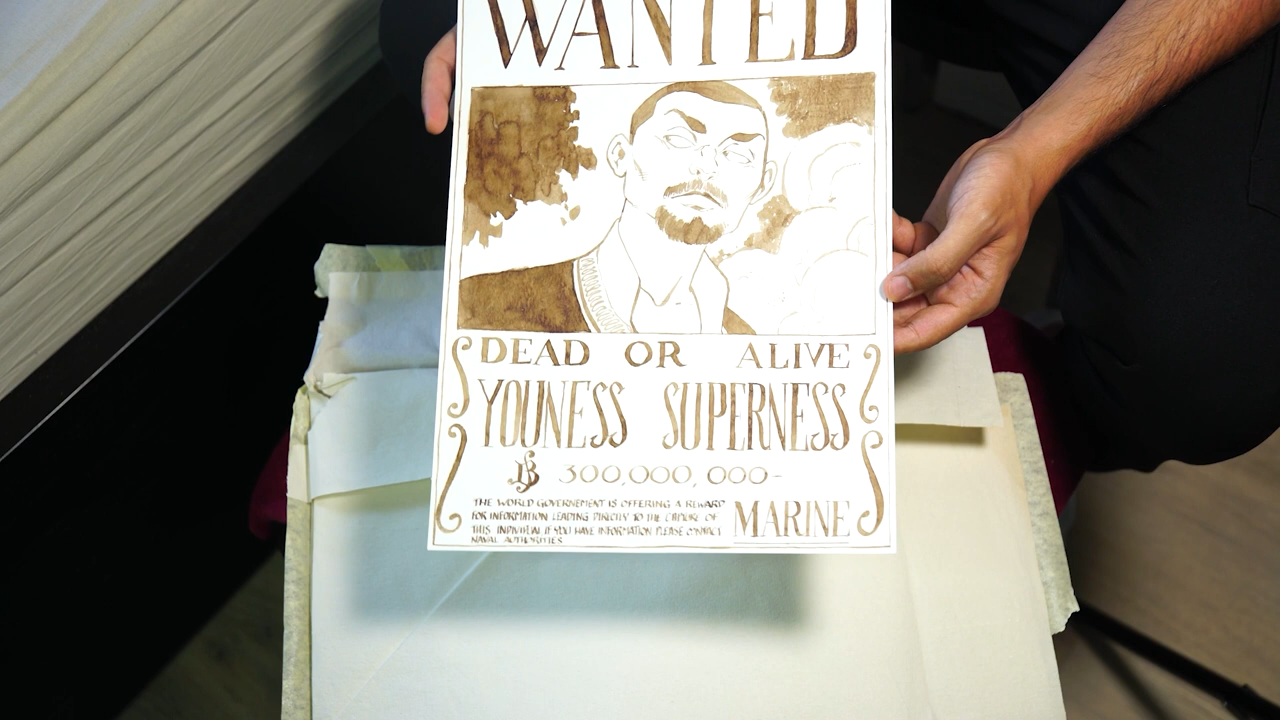 WANTED
DEAD OR ALIVE
YOUNESS SUPERNESS
฿ 300,000,000-
THE WORLD GOVERNEMENT IS OFFERING A REWARD
FOR INFORMATION LEADING DIRECTLY TO THE CAPTURE OF
THIS INDIVIDUAL. IF YOU HAVE INFORMATION PLEASE CONTACT
NAVAL AUTHORITIES
MARINE